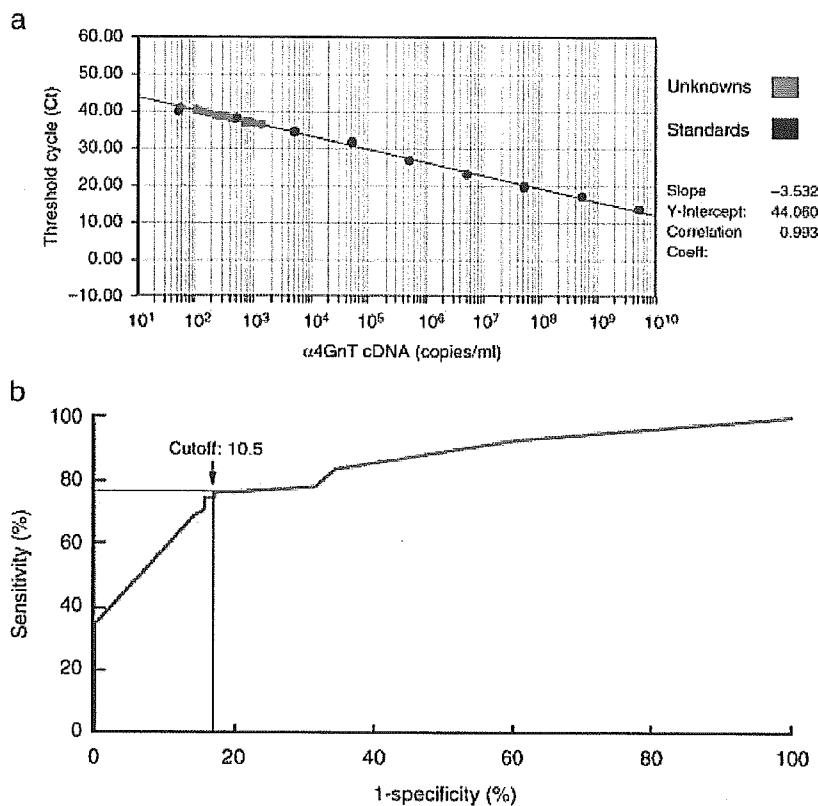 a
60.00
50.00
40.00
30.00
20.00
10.00
0.00
−10.00
Threshold cycle (Ct)
10¹ 10² 10³ 10⁴ 10⁵ 10⁶ 10⁷ 10⁸ 10⁹ 10¹⁰
α4GnT cDNA (copies/ml)
Unknowns
Standards
Slope −3.532
Y-Intercept: 44.060
Correlation 0.993
Coeff:
b
100
80
60
40
20
0
Sensitivity (%)
Cutoff: 10.5
0 20 40 60 80 100
1-specificity (%)